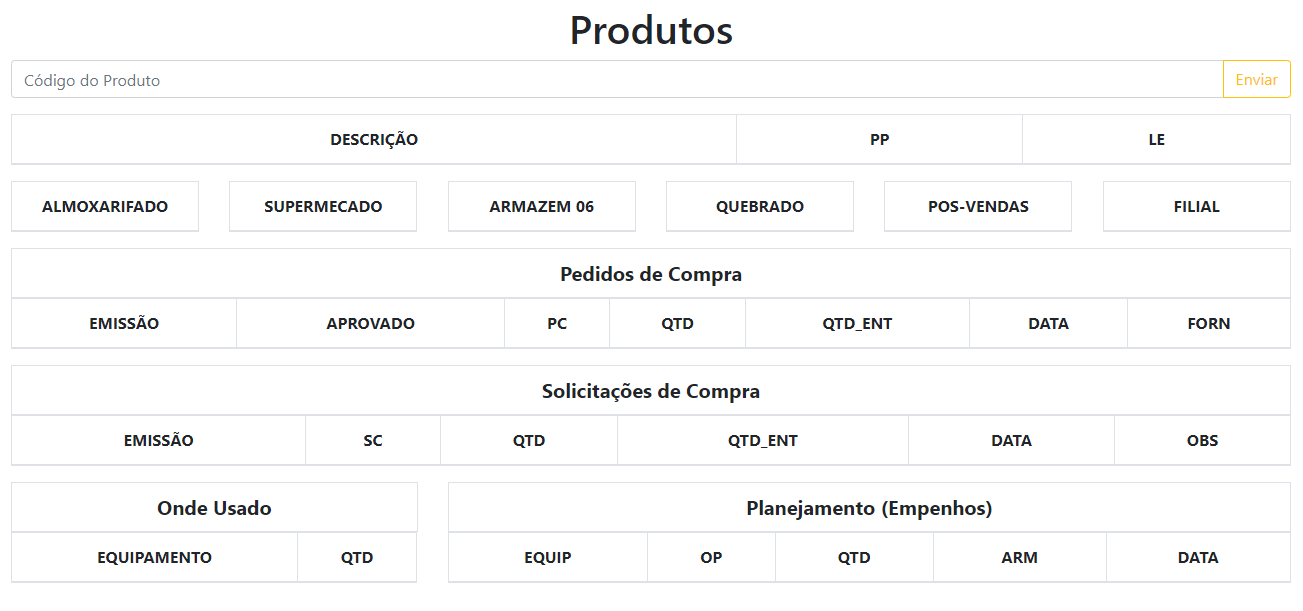 Produtos
Código do Produto Enviar
DESCRIÇÃO PP LE
ALMOXARIFADO SUPERMECADO ARMAZEM 06 QUEBRADO POS-VENDAS FILIAL
Pedidos de Compra
EMISSÃO APROVADO PC QTD QTD_ENT DATA FORN
Solicitações de Compra
EMISSÃO SC QTD QTD_ENT DATA OBS
Onde Usado
EQUIPAMENTO QTD
Planejamento (Empenhos)
EQUIP OP QTD ARM DATA